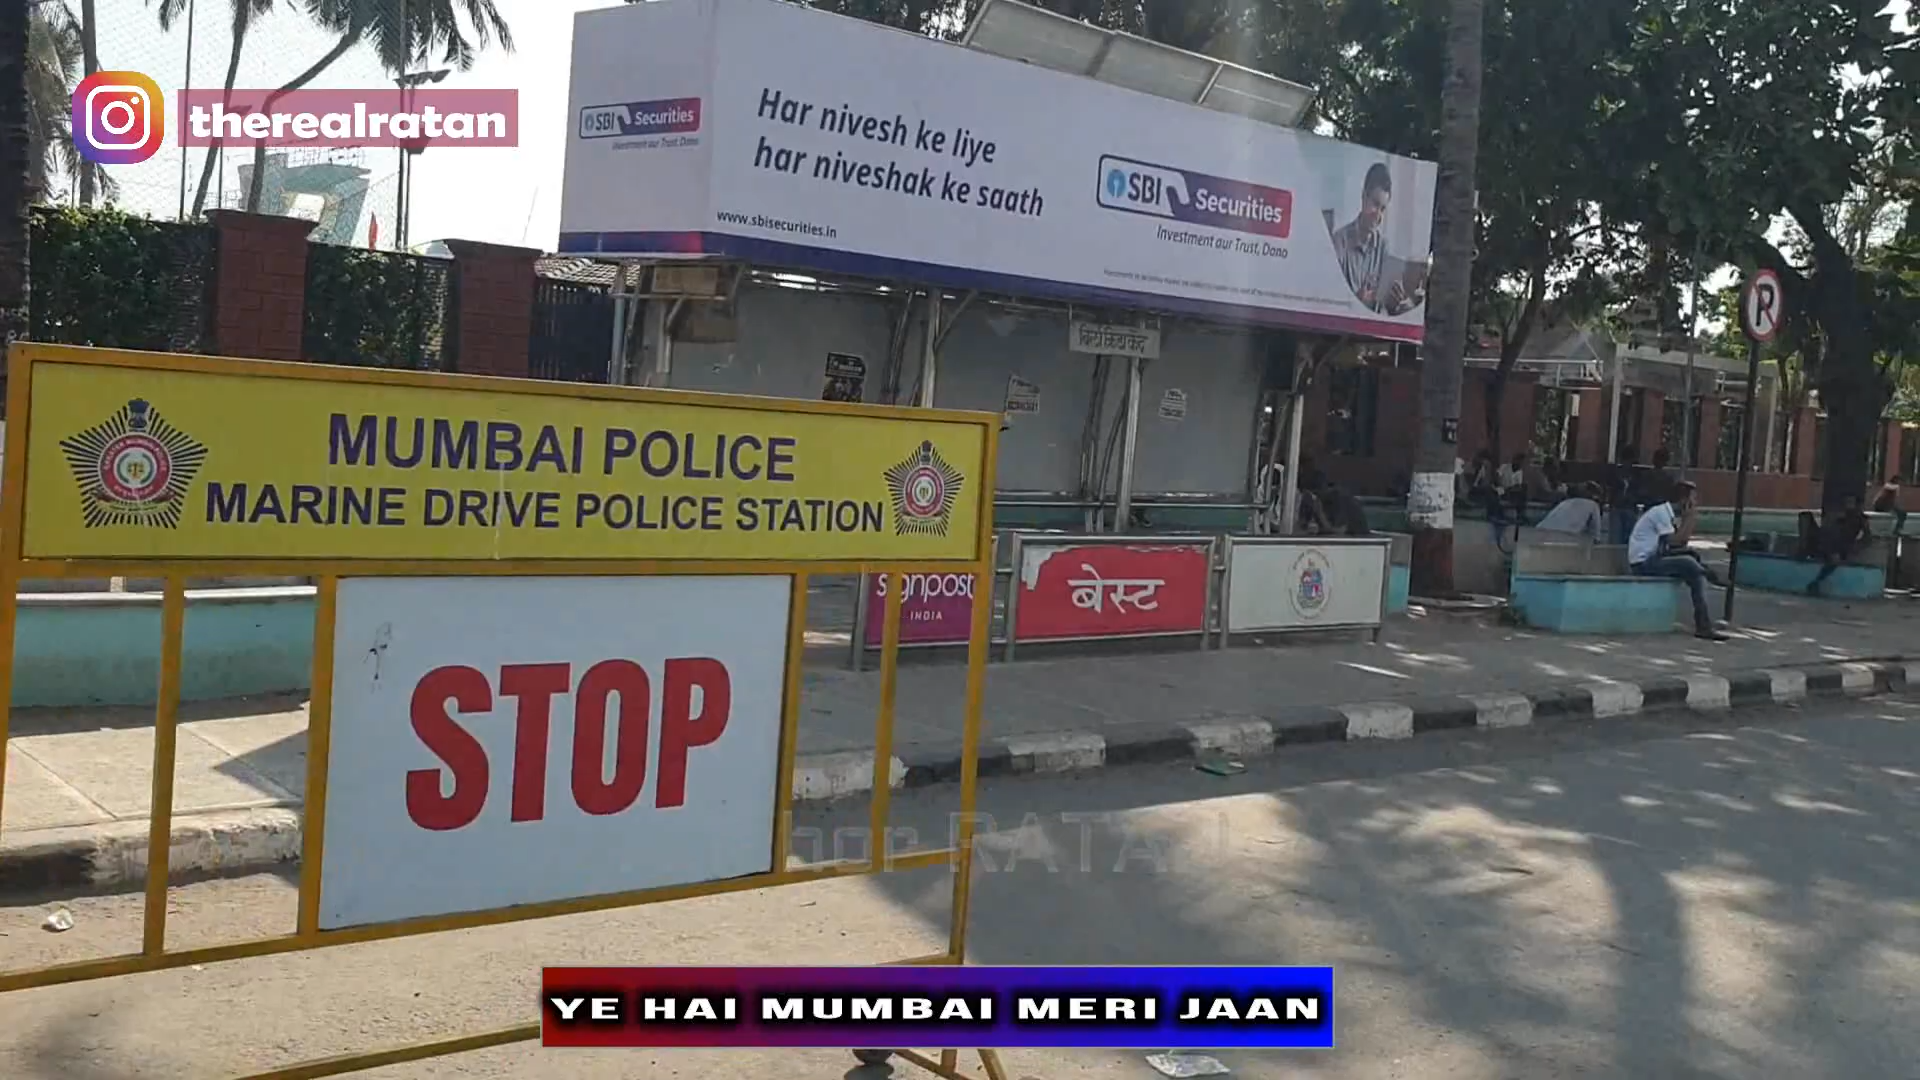 therealratan
SBI Securities
Investment aur Trust, Dono
Har nivesh ke liye
har niveshak ke saath
www.sbisecurities.in
SBI Securities
Investment aur Trust, Dono
R
MUMBAI POLICE
MARINE DRIVE POLICE STATION
signpost
INDIA
बेस्ट
STOP
RATAN
YE HAI MUMBAI MERI JAAN